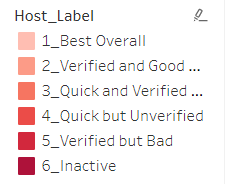 Host_Label
1_Best Overall
2_Verified and Good ...
3_Quick and Verified ...
4_Quick but Unverified
5_Verified but Bad
6_Inactive